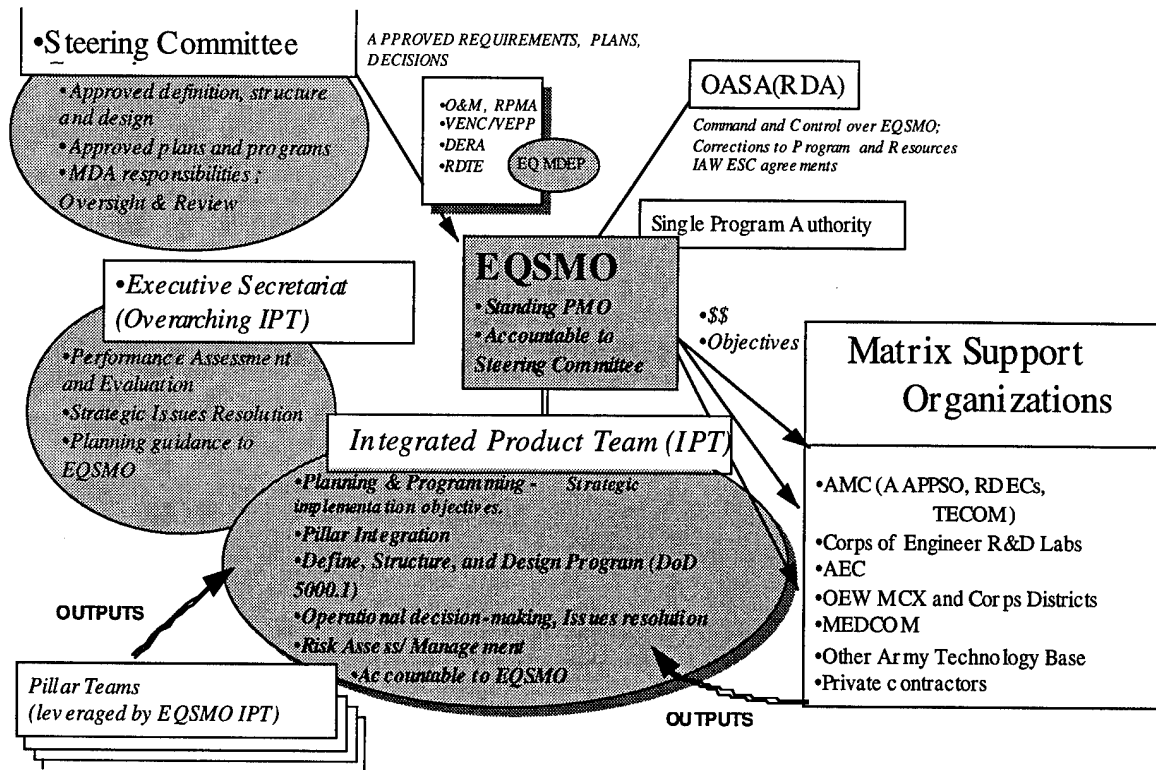 •Steering Committee
•Approved definition, structure
and design
•Approved plans and programs
•MDA responsibilities;
Oversight & Review
APPROVED REQUIREMENTS, PLANS,
DECISIONS
•O&M, RPMA
•VENC/VEPP
•DERA
•RDTE
EQ MDEP
OASA(RDA)
Command and Control over EQSMO;
Corrections to Program and Resources
IAW ESC agreements
Single Program Authority
EQSMO
•Standing PMO
•Accountable to
Steering Committee
•Executive Secretariat
(Overarching IPT)
•Performance Assessment
and Evaluation
•Strategic Issues Resolution
•Planning guidance to
EQSMO
•$$
•Objectives
Matrix Support
Organizations
•AMC (AAPPSO, RDECs,
TECOM)
•Corps of Engineer R&D Labs
•AEC
•OEW MCX and Corps Districts
•MEDCOM
•Other Army Technology Base
•Private contractors
Integrated Product Team (IPT)
•Planning & Programming - Strategic
implementation objectives.
•Pillar Integration
•Define, Structure, and Design Program (DoD
5000.1)
•Operational decision-making, Issues resolution
•Risk Assess/ Management
•Accountable to EQSMO
OUTPUTS
Pillar Teams
(leveraged by EQSMO IPT)
OUTPUTS